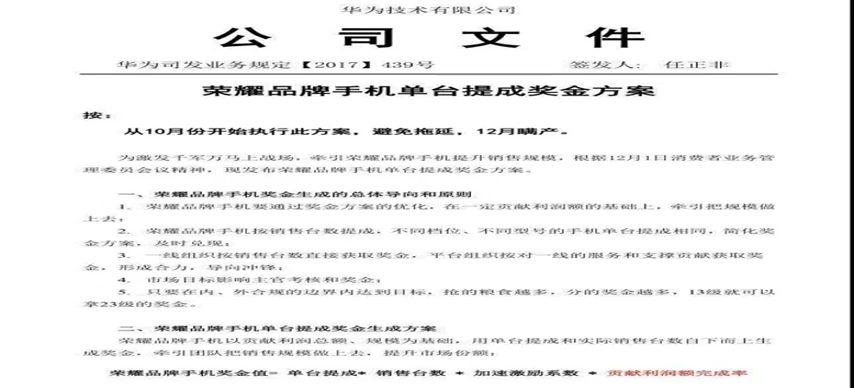 华为技术有限公司
公司文件
华为司发业务规定【2017】439号 签发人： 任正非
荣耀品牌手机单台提成奖金方案
按：
从10月份开始执行此方案，避免拖延，12月瞒产。
为激发千军万马上战场，牵引荣耀品牌手机提升销售规模，根据12月1日消费者业务管
理委员会议精神，现发布荣耀品牌手机单台提成奖金方案。
一、荣耀品牌手机奖金生成的总体导向和原则
1、荣耀品牌手机要通过奖金方案的优化，在一定贡献利润额的基础上，牵引把规模做
上去；
2、荣耀品牌手机按销售台数提成，不同档位、不同型号的手机单台提成相同，简化奖
金方案，及时兑现；
3、一线组织按销售台数直接获取奖金，平台组织按对一线的服务和支撑贡献获取奖
金，形成合力，导向冲锋；
4、市场目标影响主官考核和奖金；
5、只要在内、外合规的边界内达到目标，抢的粮食越多，分的奖金越多，13级就可以
拿23级的奖金。
二、荣耀品牌手机单台提成奖金生成方案
荣耀品牌手机以贡献利润总额、规模为基础，用单台提成和实际销售台数自下而上生
成奖金，牵引团队把销售规模做上去，提升市场份额；
荣耀品牌手机奖金值= 单台提成* 销售台数 * 加速激励系数 * 贡献利润额完成率